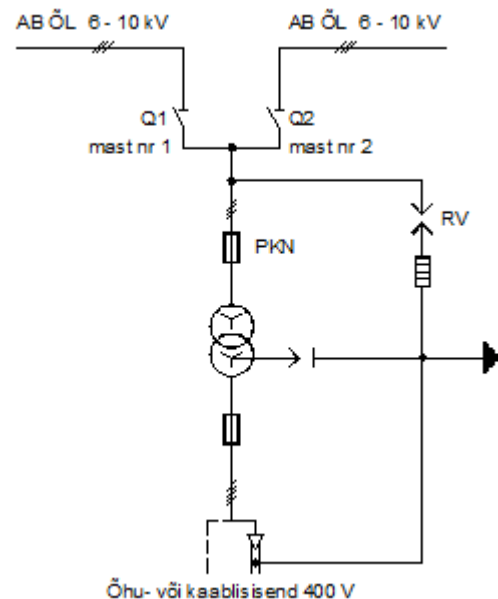 AB ÕL 6 - 10 kV
AB ÕL 6 - 10 kV
Q1
Q2
mast nr 1
mast nr 2
RV
PKN
Õhu- või kaablisisend 400 V